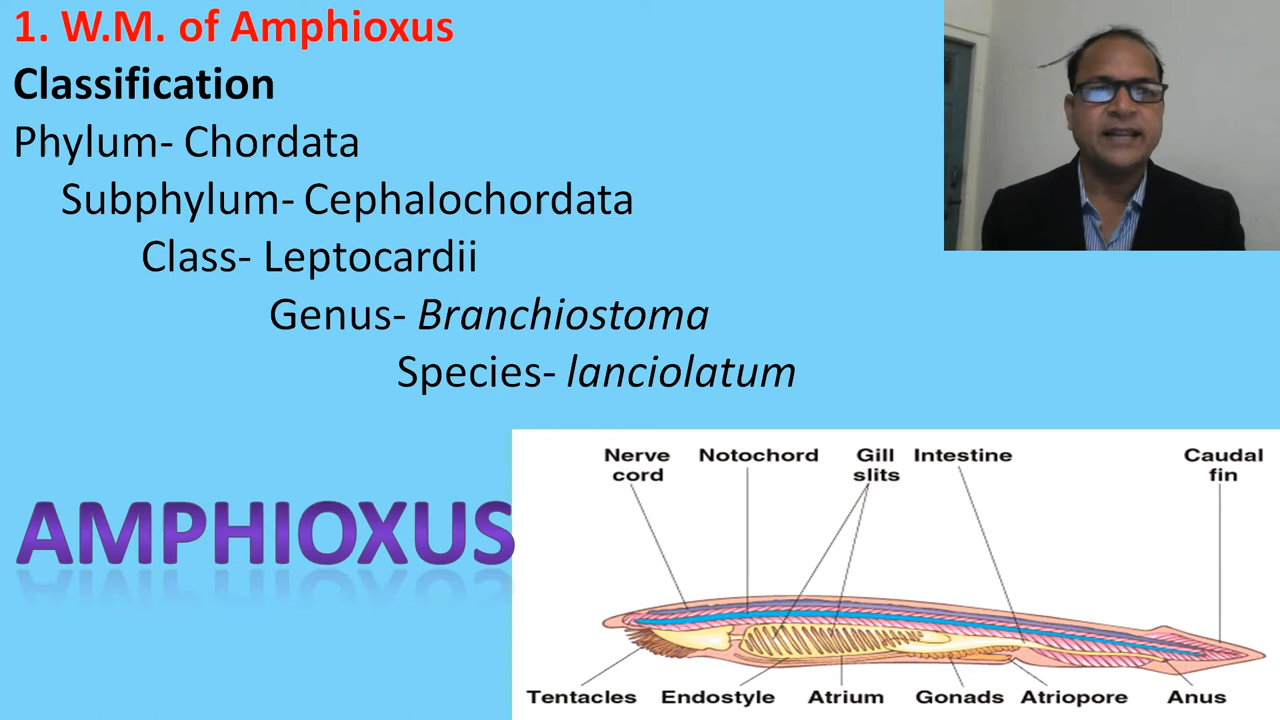 1. W.M. of Amphioxus
Classification
Phylum- Chordata
Subphylum- Cephalochordata
Class- Leptocardii
Genus- Branchiostoma
Species- lanciolatum
AMPHIOXUS
Nerve cord
Notochord
Gill slits
Intestine
Caudal fin
Tentacles
Endostyle
Atrium
Gonads
Atriopore
Anus